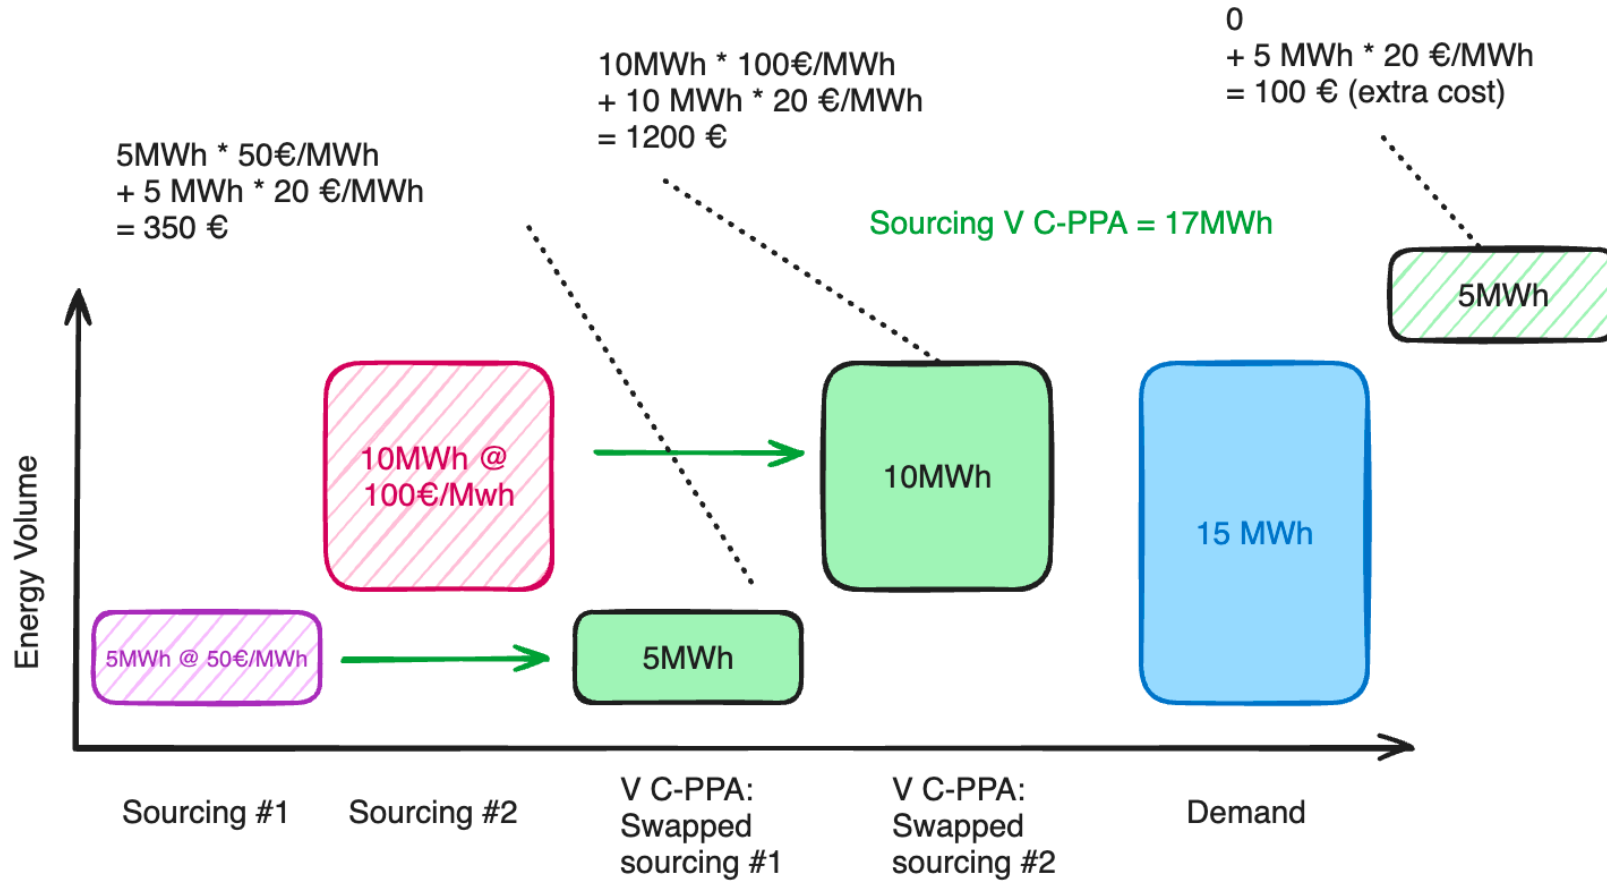 0
+ 5 MWh * 20 €/MWh
= 100 € (extra cost)
10MWh * 100€/MWh
+ 10 MWh * 20 €/MWh
= 1200 €
5MWh * 50€/MWh
+ 5 MWh * 20 €/MWh
= 350 €
Sourcing V C-PPA = 17MWh
5MWh
10MWh @
100€/Mwh
10MWh
15 MWh
5MWh @ 50€/MWh
5MWh
Energy Volume
Sourcing #1
Sourcing #2
V C-PPA:
Swapped
sourcing #1
V C-PPA:
Swapped
sourcing #2
Demand